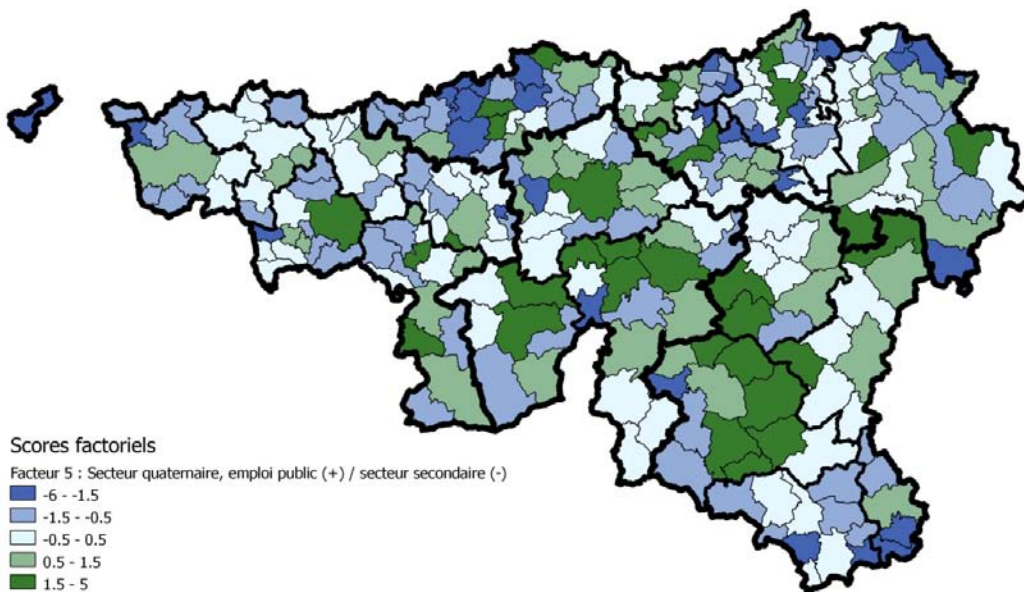 Scores factoriels
Facteur 5 : Secteur quaternaire, emploi public (+) / secteur secondaire (-)
-6 - -1.5
-1.5 - -0.5
-0.5 - 0.5
0.5 - 1.5
1.5 - 5